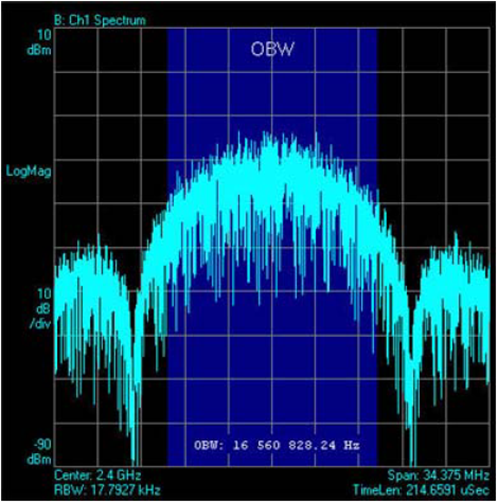 B: Ch1 Spectrum
10
dBm
OBW
LogMag
10
dB
/div
OBW: 16 560 828.24 Hz
-90
dBm
Center: 2.4 GHz
Span: 34.375 MHz
RBW: 17.7927 kHz
TimeLen: 214.6591 uSec